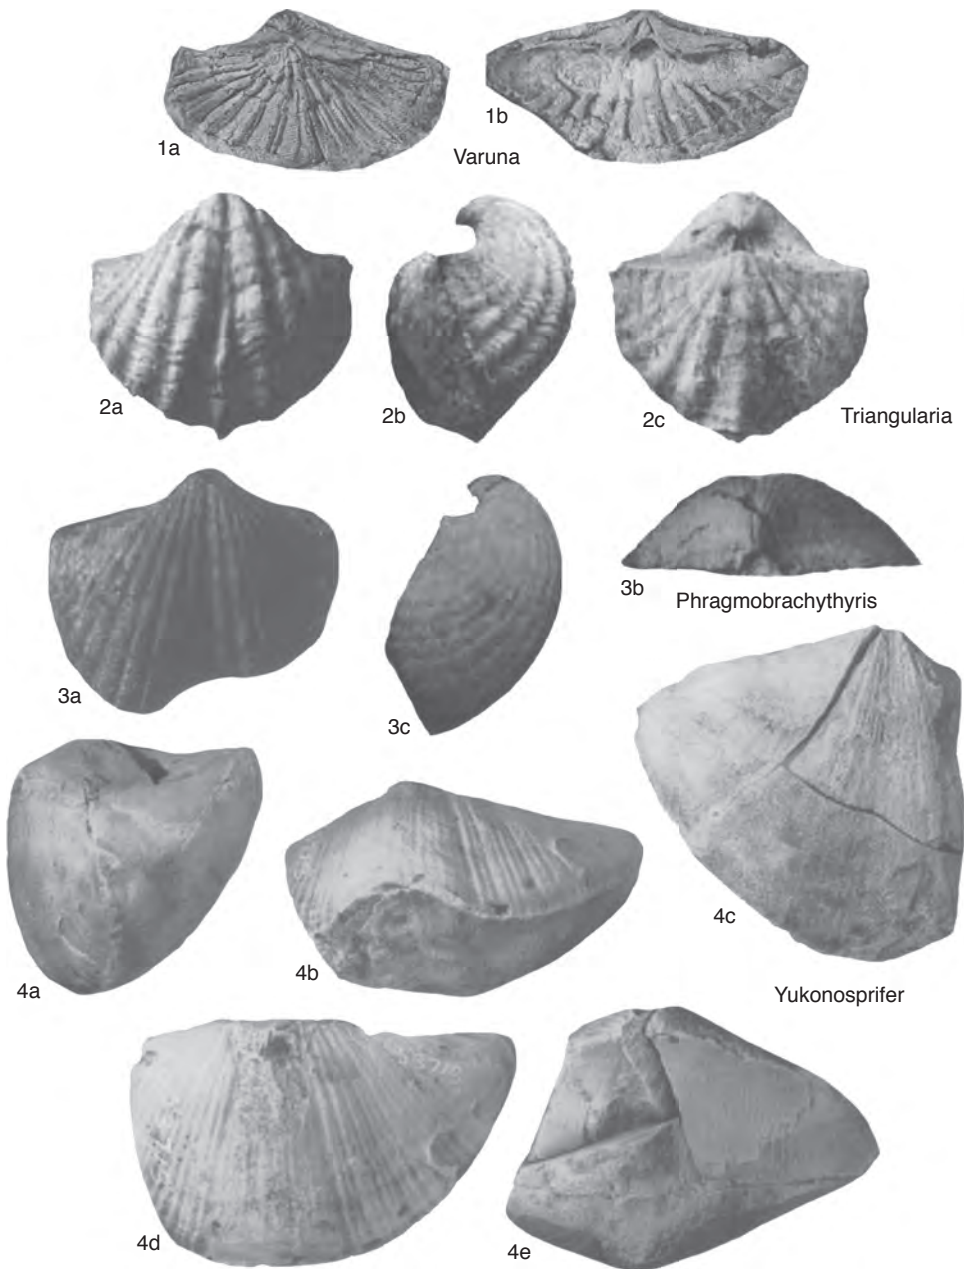 1a
1b
Varuna
2a
2b
2c
Triangularia
3a
3c
3b
Phragmobrachythyris
4a
4b
4c
Yukonosprifer
4d
4e